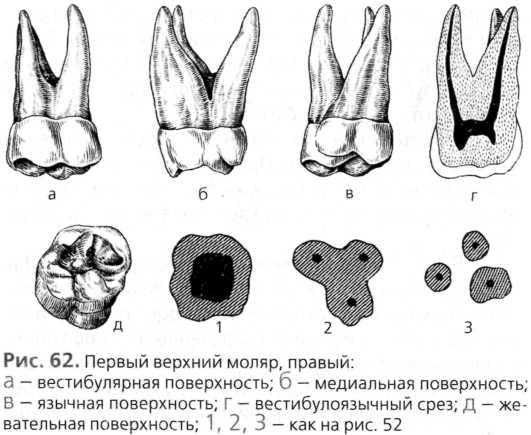 а б в г
д 1 2 3
Рис. 62. Первый верхний моляр, правый:
а – вестибулярная поверхность; б – медиальная поверхность;
в – язычная поверхность; г – вестибулоязычный срез; д – же-
вательная поверхность; 1, 2, 3 – как на рис. 52